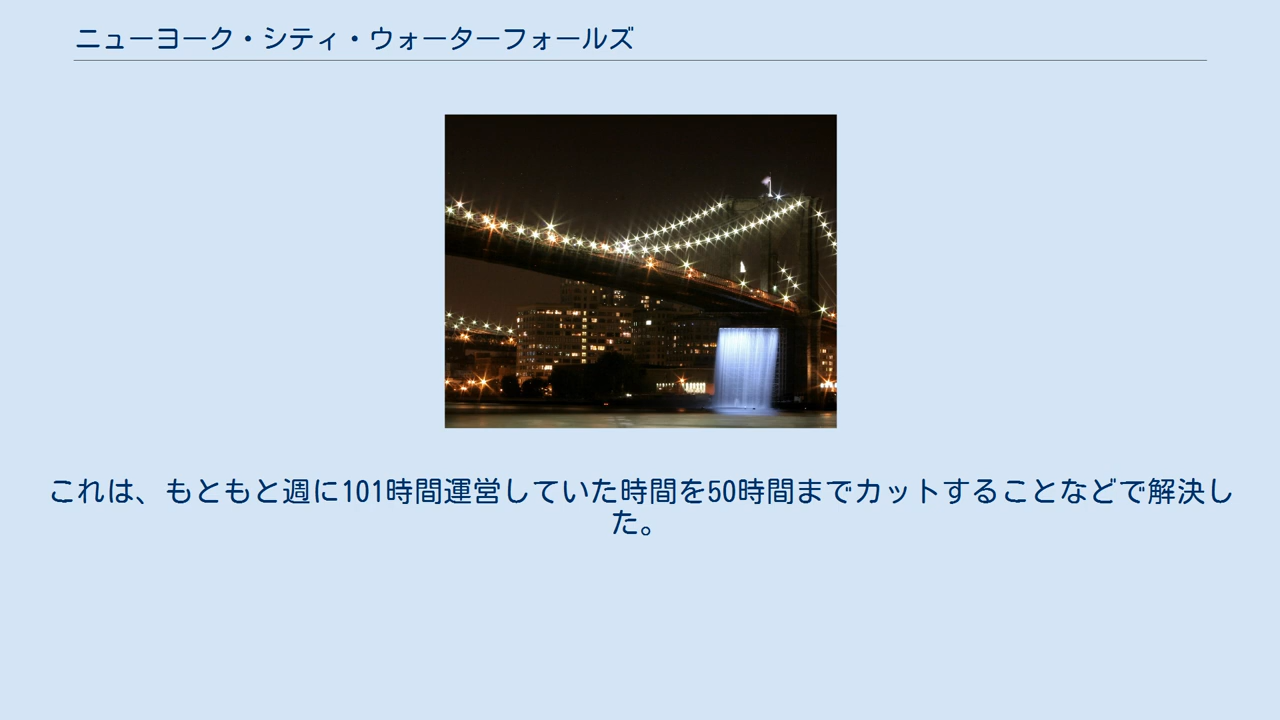 ニューヨーク・シティ・ウォーターフォールズ
これは、もともと週に101時間運営していた時間を50時間までカットすることなどで解決し
た。